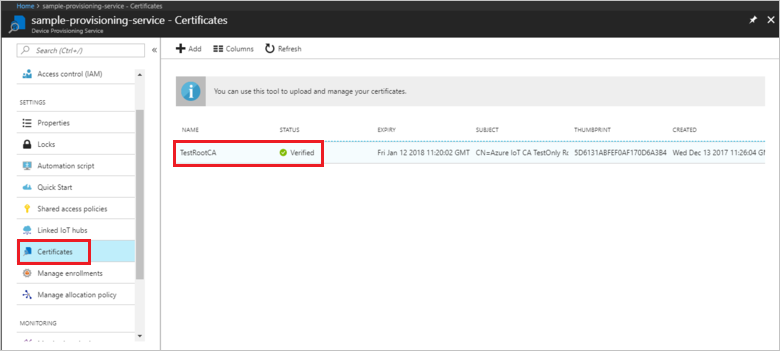 Home > sample-provisioning-service - Certificates
sample-provisioning-service - Certificates
Device Provisioning Service
Search (Ctrl+/)
Access control (IAM)
SETTINGS
Properties
Locks
Automation script
Quick Start
Shared access policies
Linked IoT hubs
Certificates
Manage enrollments
Manage allocation policy
MONITORING
Add Columns Refresh
You can use this tool to upload and manage your certificates.
NAME STATUS EXPIRY SUBJECT THUMBPRINT CREATED
TestRootCA Verified Fri Jan 12 2018 11:20:02 GMT CN=Azure IoT CA TestOnly Ro 5D6131ABFEF0AF170D6A3B4 Wed Dec 13 2017 11:26:04 GM